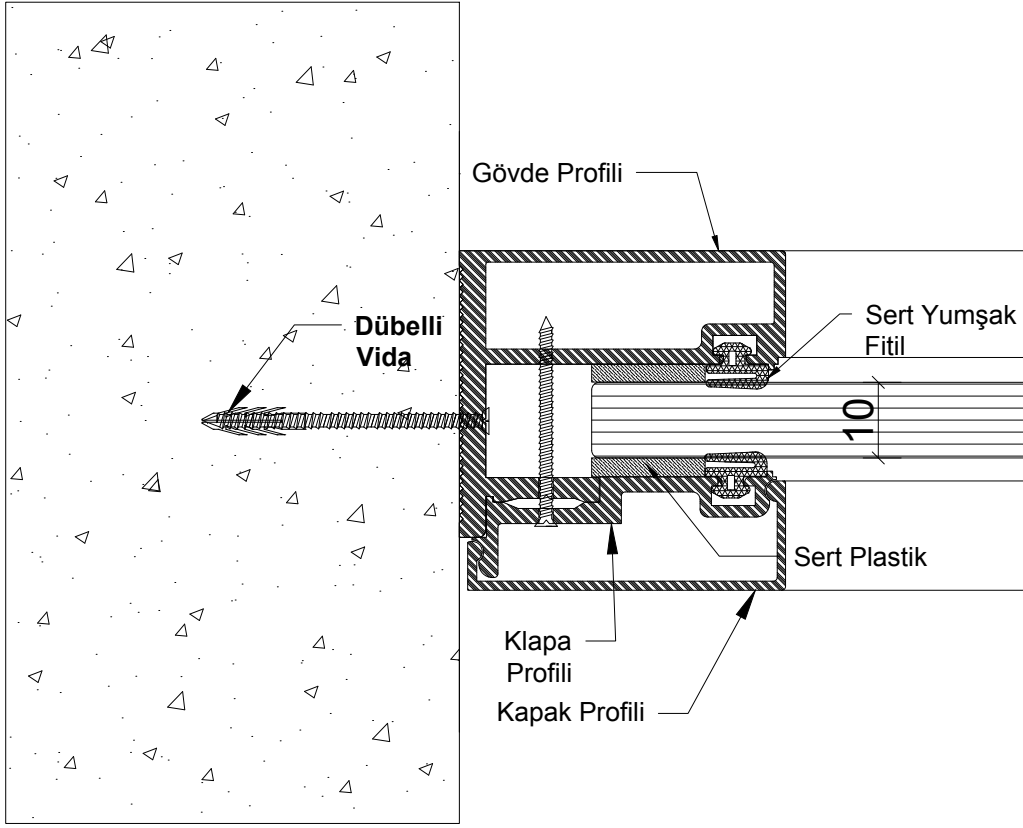 Gövde Profili
Sert Yumşak
Fitil
Dübelli
Vida
10
Sert Plastik
Klapa
Profili
Kapak Profili